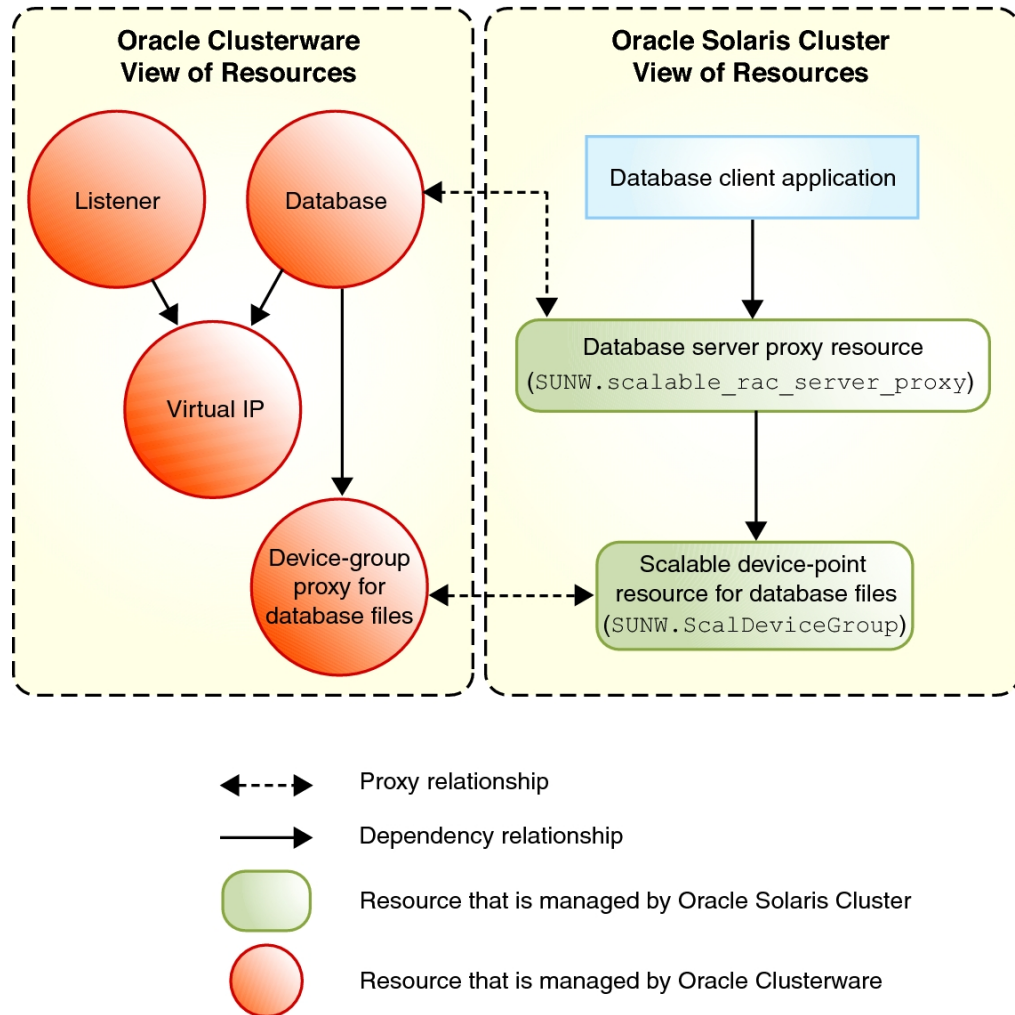 Oracle Clusterware
View of Resources
Listener
Database
Virtual IP
Device-group
proxy for
database files
Oracle Solaris Cluster
View of Resources
Database client application
Database server proxy resource
(SUNW.scalable_rac_server_proxy)
Scalable device-point
resource for database files
(SUNW.ScalDeviceGroup)
Proxy relationship
Dependency relationship
Resource that is managed by Oracle Solaris Cluster
Resource that is managed by Oracle Clusterware